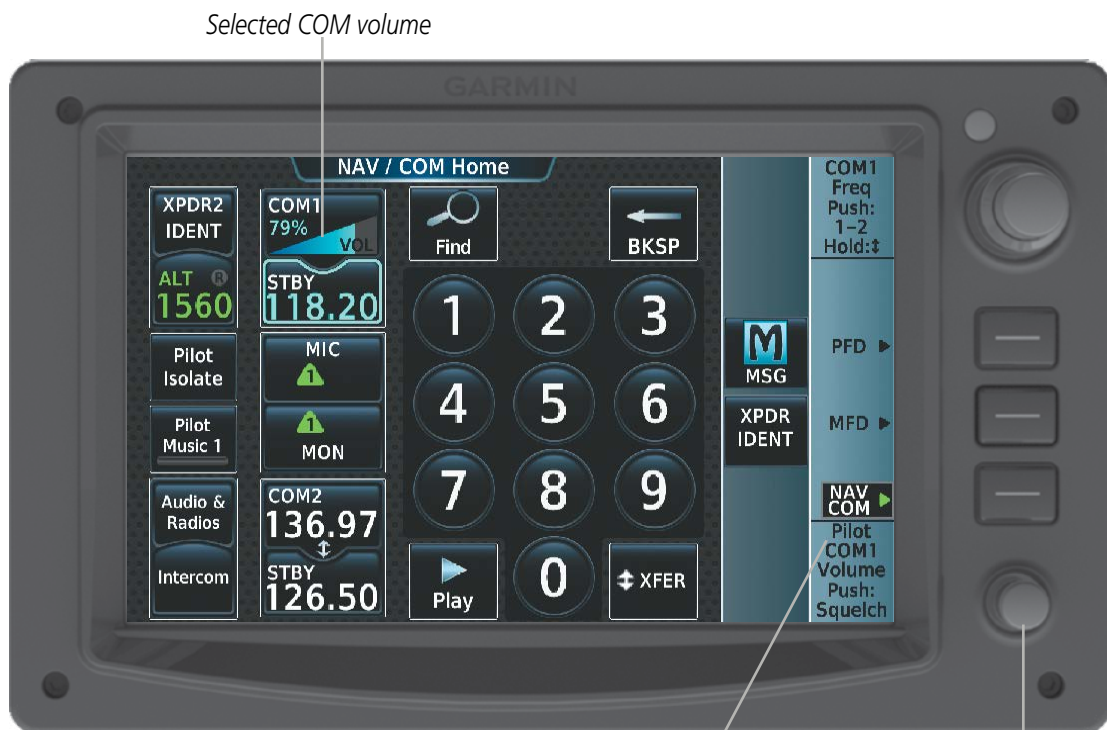 Selected COM volume
GARMIN
NAV / COM Home
XPDR2
IDENT
ALT R
1560
COM1
79%
VOL
STBY
118.20
Find
BKSP
COM1
Freq
Push:
1-2
Hold:↕
Pilot
Isolate
MIC
1
1
MON
Pilot
Music 1
1 2 3
4 5 6
7 8 9
0
M
MSG
XPDR
IDENT
PFD
MFD
NAV
COM
Audio &
Radios
Intercom
COM2
136.97
STBY
126.50
Play
XFER
Pilot
COM1
Volume
Push:
Squelch